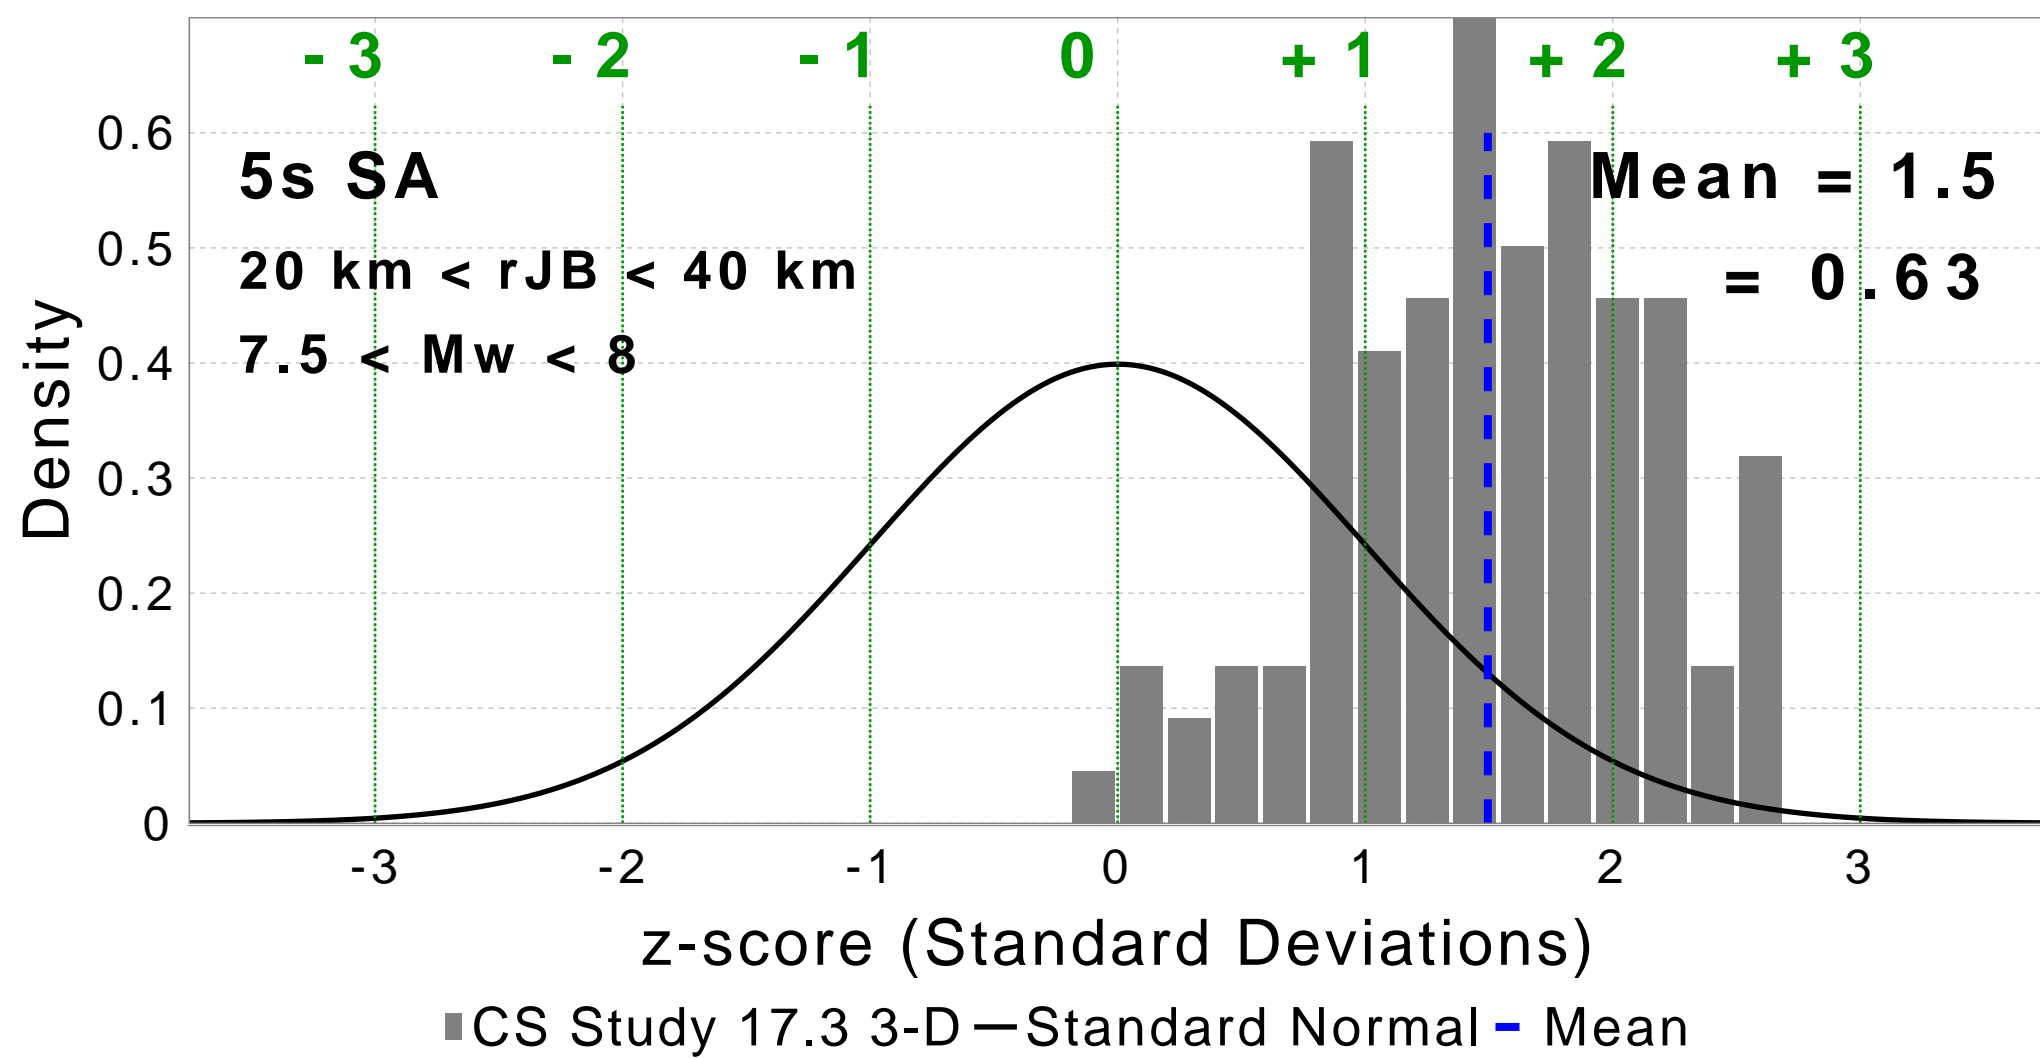 - 3 - 2 - 1 0 + 1 + 2 + 3
0.6
5s SA
Mean = 1.5
0.5
20 km < rJB < 40 km
= 0.63
7.5 < Mw < 8
0.4
0.3
0.2
0.1
0
Density
-3 -2 -1 0 1 2 3
z-score (Standard Deviations)
CS Study 17.3 3-D Standard Normal Mean